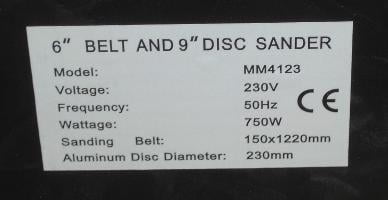 6" BELT AND 9" DISC SANDER
Model: MM4123
Voltage: 230V
Frequency: 50Hz
Wattage: 750W
CE
Sanding Belt: 150x1220mm
Aluminum Disc Diameter: 230mm